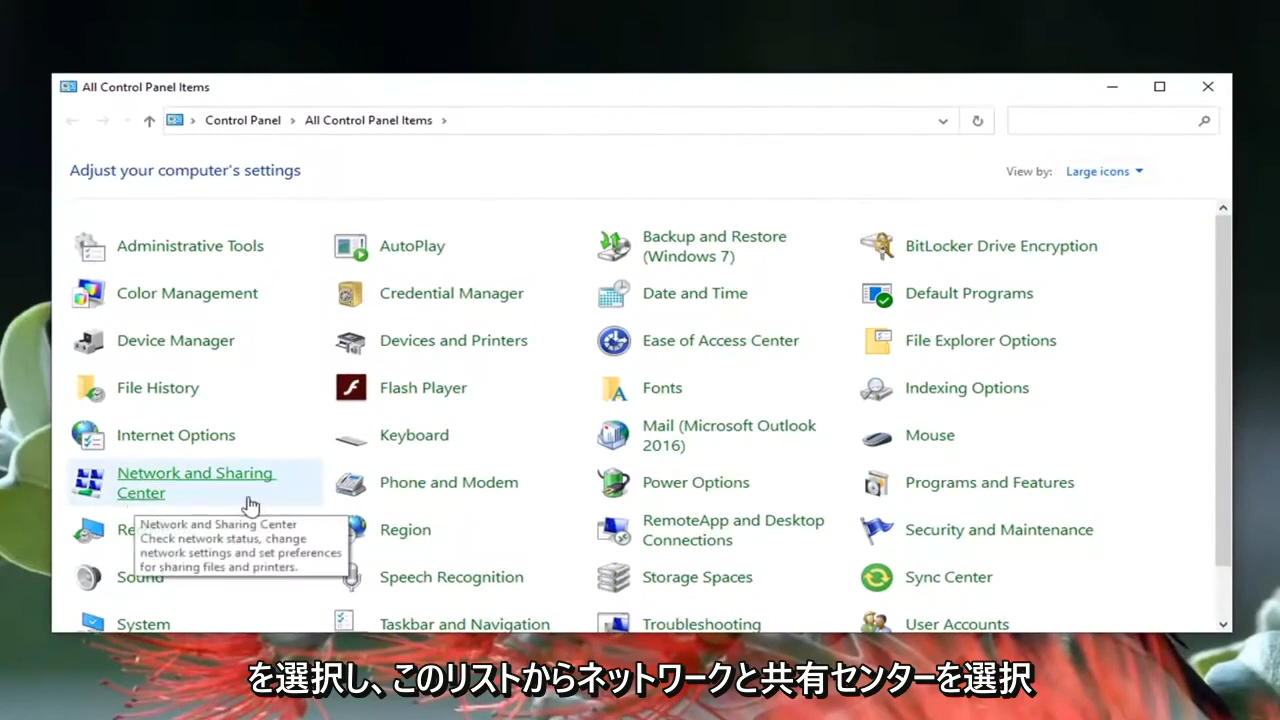 All Control Panel Items
Control Panel > All Control Panel Items >
Adjust your computer's settings
View by: Large icons
Administrative Tools
AutoPlay
Backup and Restore
(Windows 7)
BitLocker Drive Encryption
Color Management
Credential Manager
Date and Time
Default Programs
Device Manager
Devices and Printers
Ease of Access Center
File Explorer Options
File History
Flash Player
Fonts
Indexing Options
Internet Options
Keyboard
Mail (Microsoft Outlook
2016)
Mouse
Network and Sharing
Center
Phone and Modem
Power Options
Programs and Features
Region
RemoteApp and Desktop
Connections
Security and Maintenance
Network and Sharing Center
Check network status, change
network settings and set preferences
for sharing files and printers.
Sound
Speech Recognition
Storage Spaces
Sync Center
System
Taskbar and Navigation
Troubleshooting
User Accounts
を選択し、このリストからネットワークと共有センターを選択